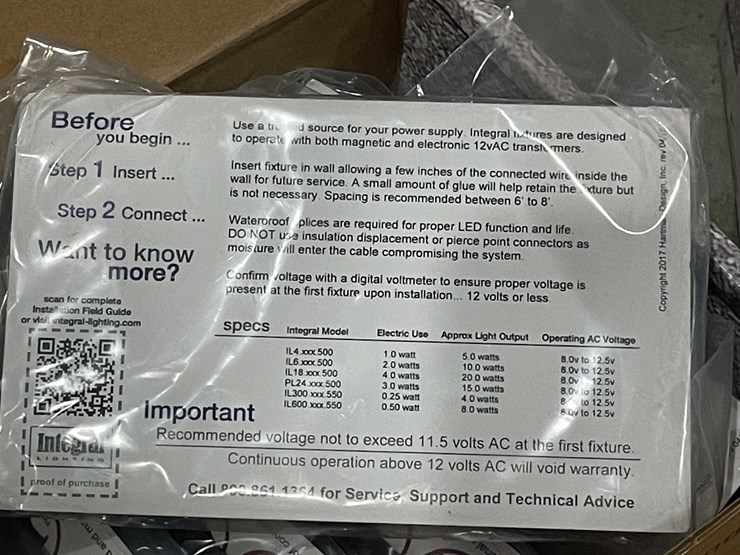 Before
you begin ...
Use a source for your power supply. Integral are designed
to operate with both magnetic and electronic 12vAC
Step 1 Insert ...
Insert fixture in wall allowing a few inches of the connected wire inside the
wall for future service. A small amount of glue will help retain the fixture but
is not necessary. Spacing is recommended between 6' to 8'.
Step 2 Connect ...
Waterproof splices are required for proper LED function and life.
DO NOT use insulation displacement or pierce point connectors as
moisture will enter the cable compromising the system.
Want to know
more?
Confirm voltage with a digital voltmeter to ensure proper voltage is
present at the first fixture upon installation... 12 volts or less.
scan for complete
Installation Field Guide
or visit integral-lighting.com
specs Integral Model Electric Use Approx Light Output Operating AC Voltage
IL4.xxx.500 1.0 watt 5.0 watts 8.0v to 12.5v
IL6.xxx.500 2.0 watts 10.0 watts 8.0v to 12.5v
IL18.xxx.500 4.0 watts 20.0 watts 8.0v 12.5v
PL24.xxx.500 3.0 watts 15.0 watts 8.0v to 12.5v
IL300.xxx.550 0.25 watt 4.0 watts to 12.5v
IL600.xxx.550 0.50 watt 8.0 watts 8.0v to 12.5v
Important
Recommended voltage not to exceed 11.5 volts AC at the first fixture.
Continuous operation above 12 volts AC will void warranty.
Integral
LIGHTING
proof of purchase
Call for Service, Support and Technical Advice
Copyright 2017 Design, Inc. rev 04